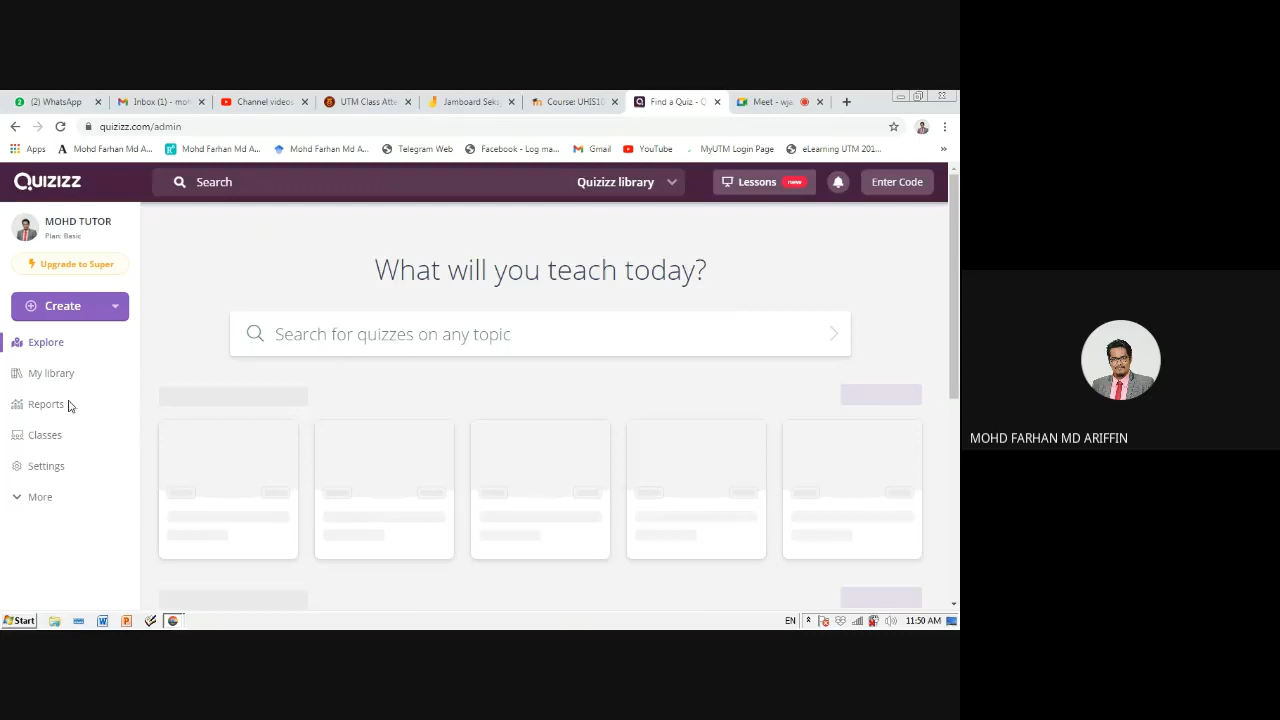 (2) WhatsApp
Inbox (1) - moh
Channel videos
UTM Class Atte
Jamboard Seks
Course: UHIS10
Find a Quiz - Q
Meet - wja
quizizz.com/admin
Apps
Mohd Farhan Md A...
Mohd Farhan Md A...
Mohd Farhan Md A...
Telegram Web
Facebook - Log ma...
Gmail
YouTube
MyUTM Login Page
eLearning UTM 201...
QUIZIZZ
Search
Quizizz library
Lessons new
Enter Code
MOHD TUTOR
Plan: Basic
Upgrade to Super
Create
Explore
My library
Reports
Classes
Settings
More
What will you teach today?
Search for quizzes on any topic
MOHD FARHAN MD ARIFFIN
Start
EN
11:50 AM